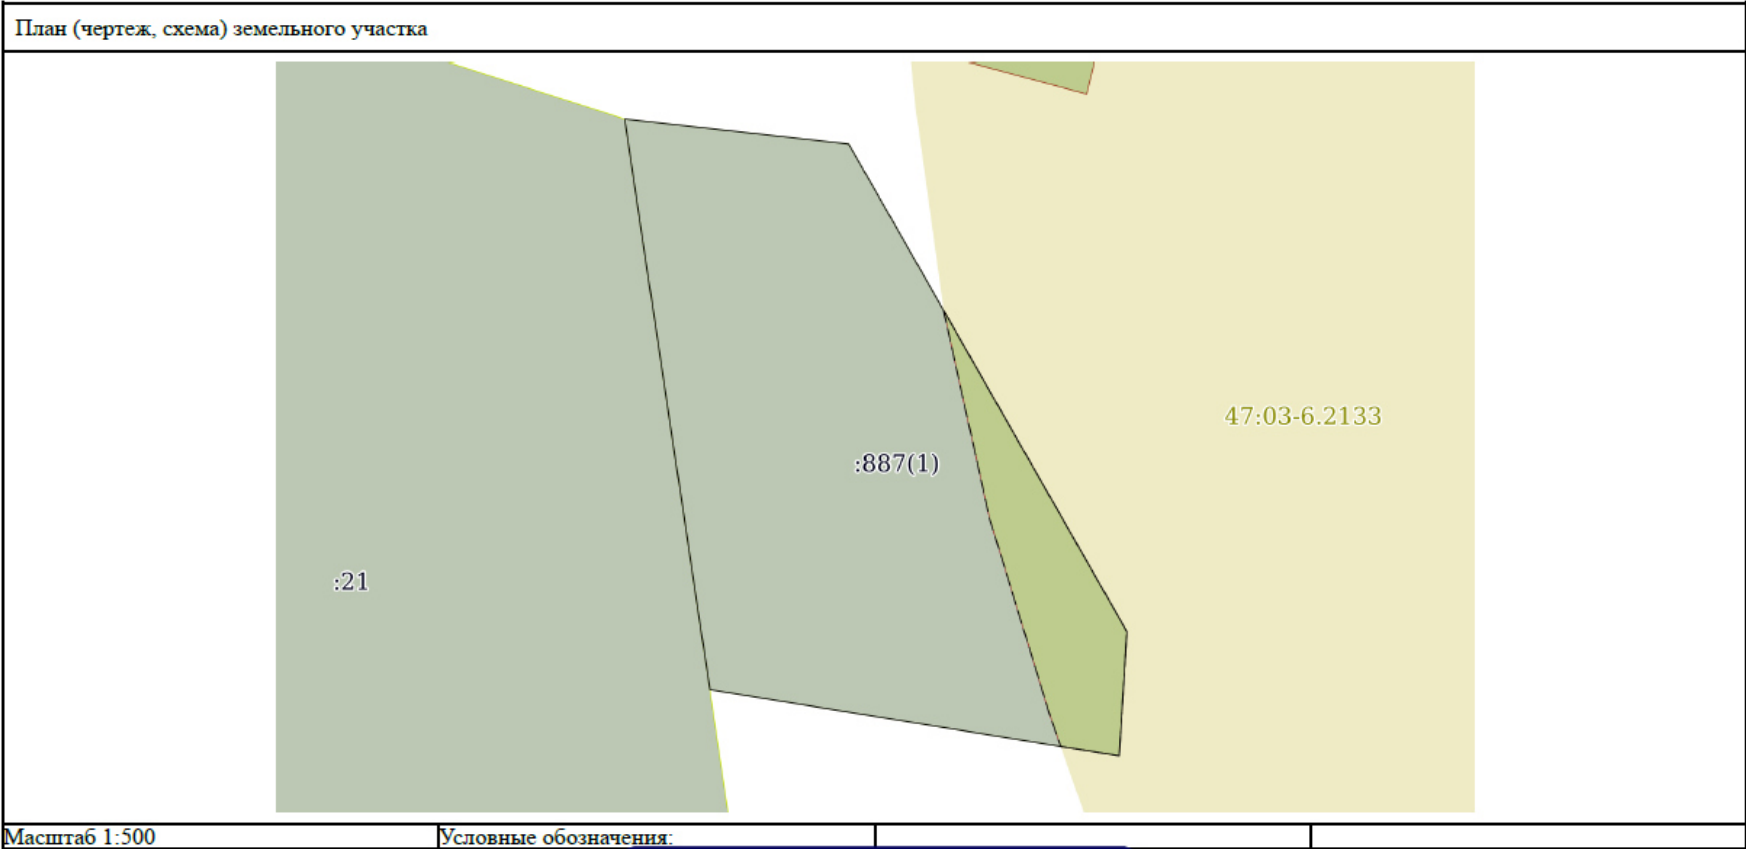 План (чертеж, схема) земельного участка
47:03-6.2133
:887(1)
:21
Масштаб 1:500
Условные обозначения: